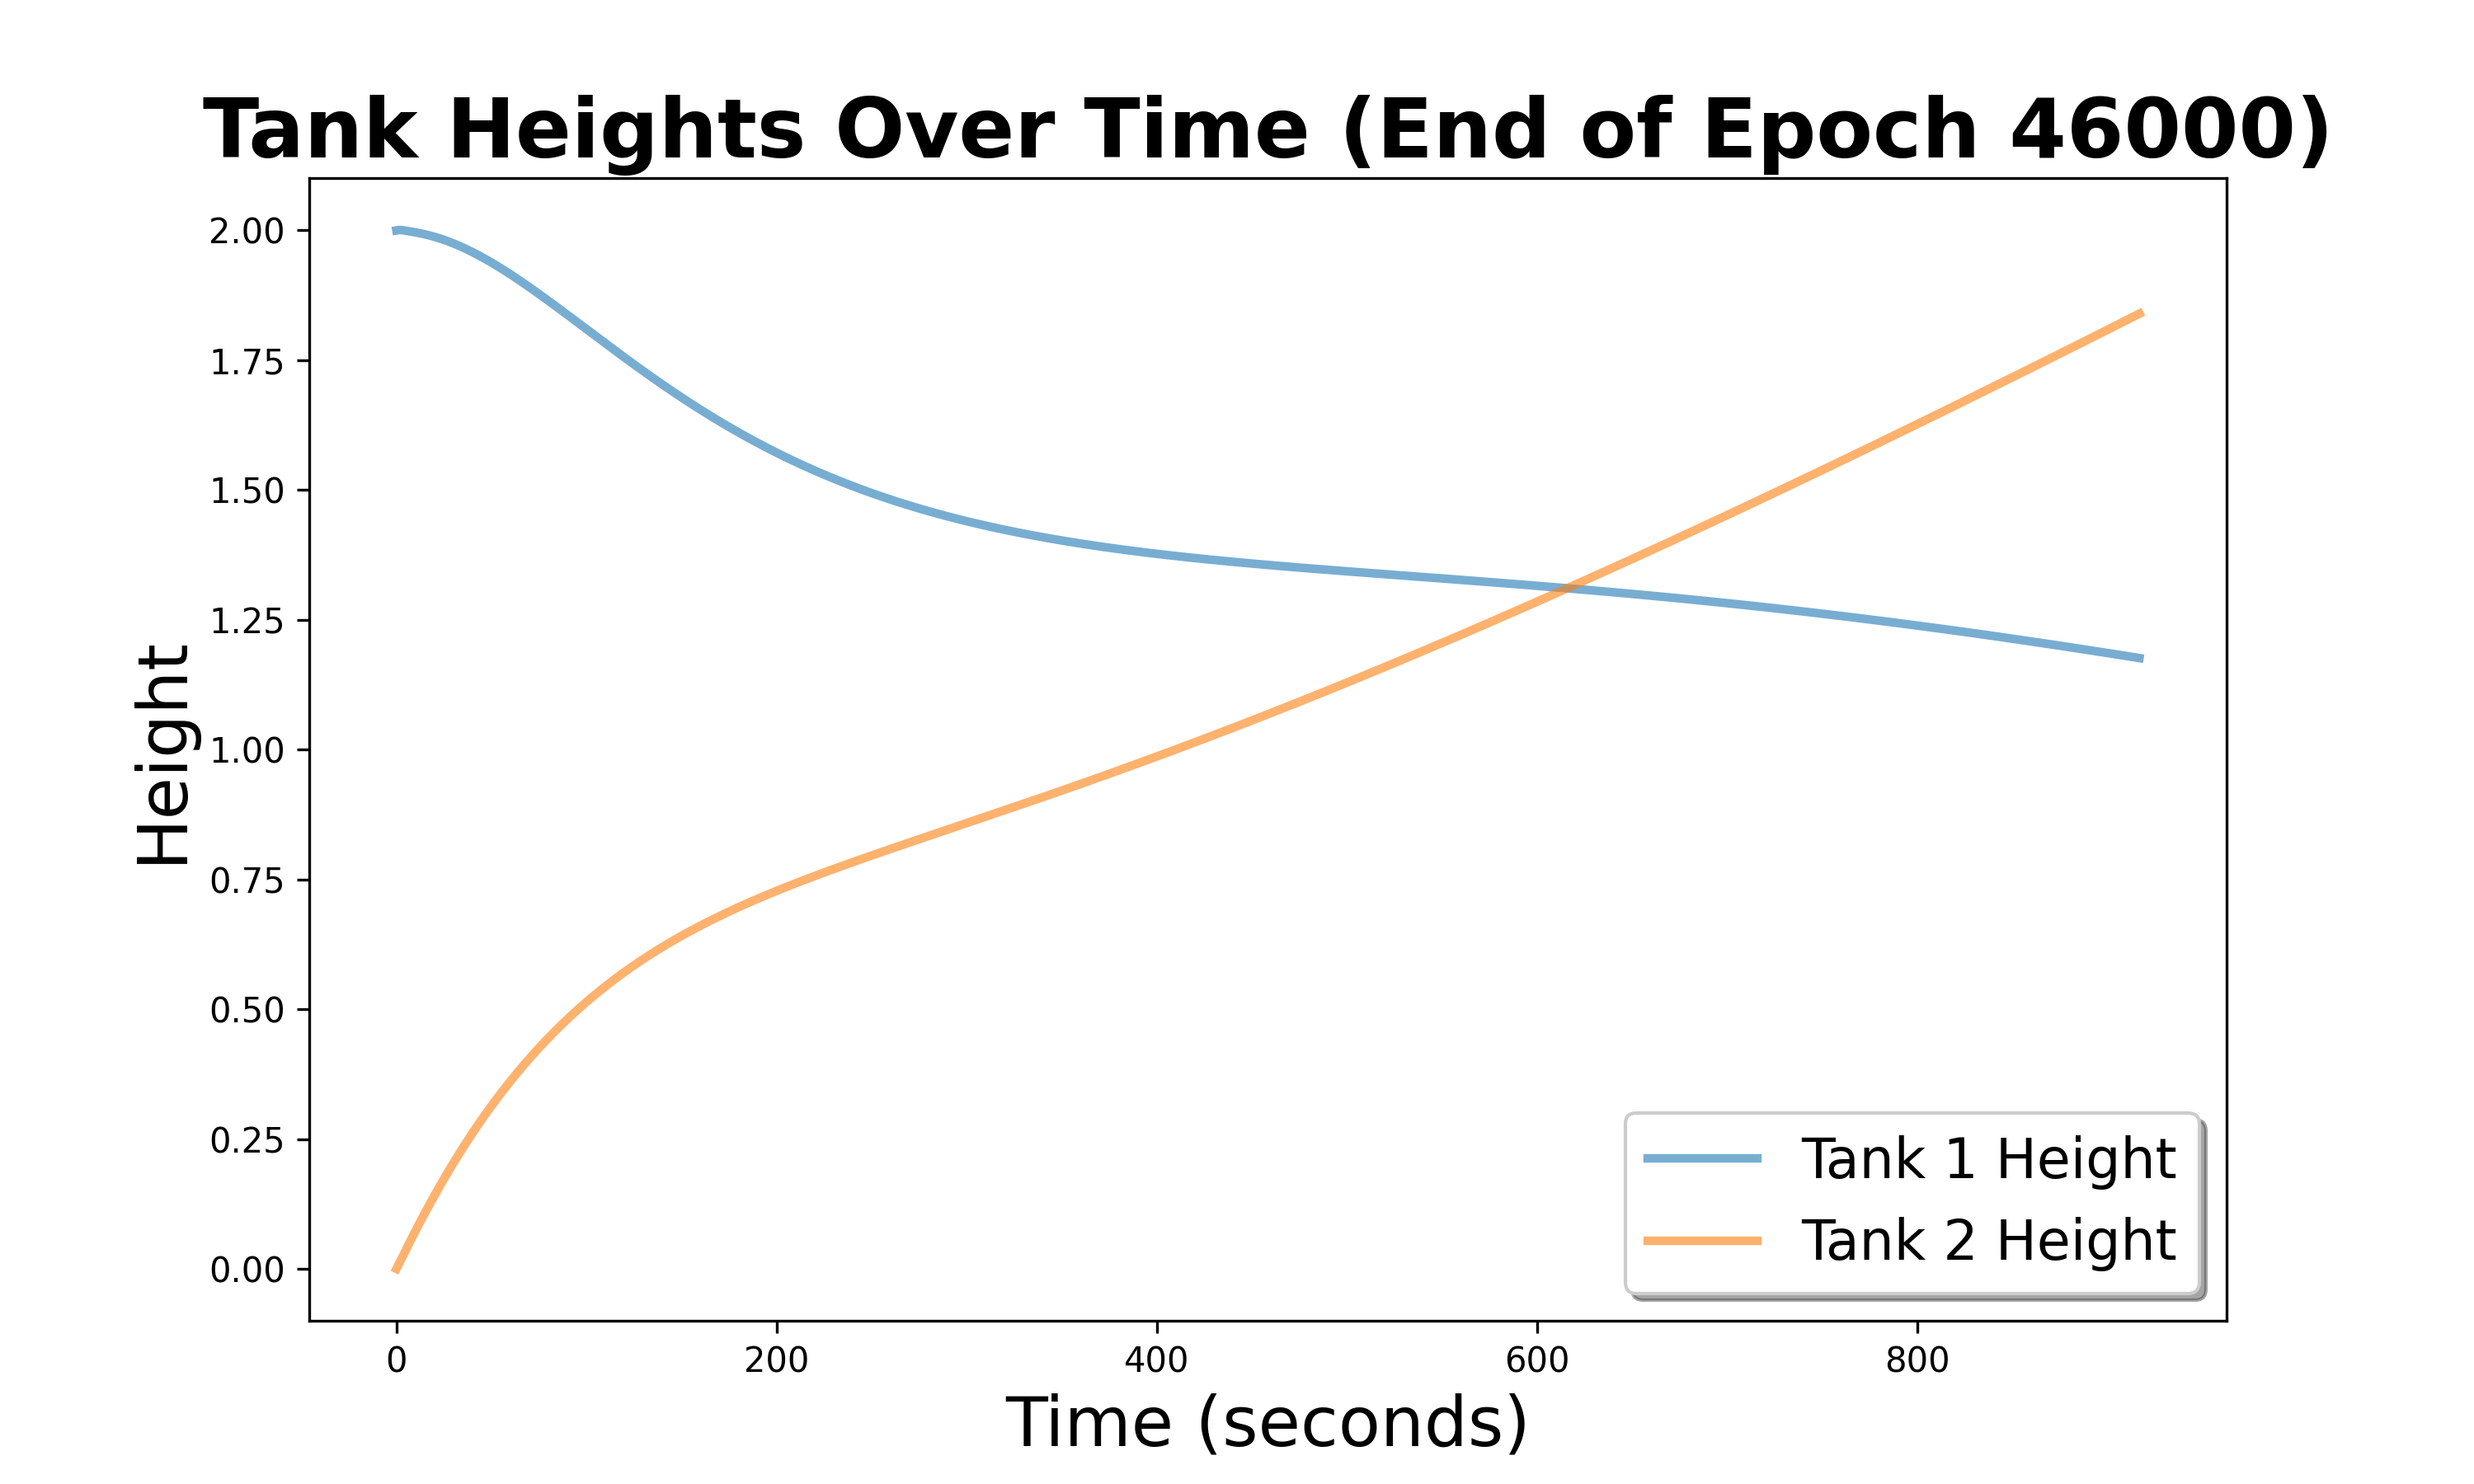 Tank Heights Over Time (End of Epoch 46000)
Height
2.00
1.75
1.50
1.25
1.00
0.75
0.50
0.25
0.00
Tank 1 Height
Tank 2 Height
0 200 400 600 800
Time (seconds)